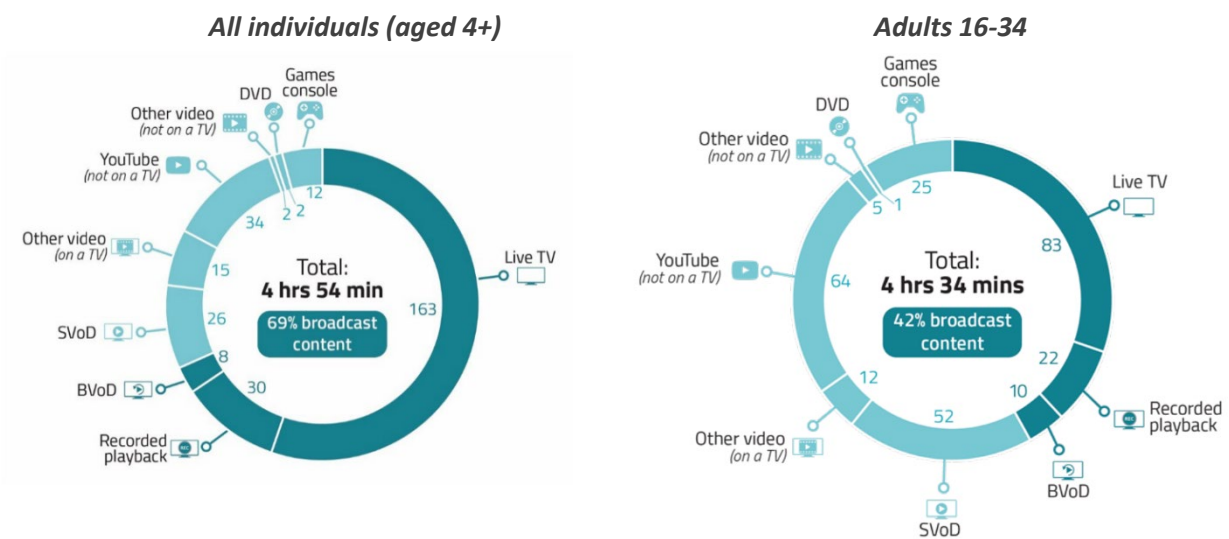 All individuals (aged 4+)
Games
console
DVD
Other video
(not on a TV)
YouTube
(not on a TV)
Other video
(on a TV)
SVoD
BVoD
Recorded
playback
REC
Live TV
12
2
2
34
15
26
8
30
163
Total:
4 hrs 54 min
69% broadcast
content
Adults 16-34
Games
console
DVD
Other video
(not on a TV)
YouTube
(not on a TV)
Other video
(on a TV)
SVoD
BVoD
Recorded
playback
REC
Live TV
25
1
5
64
12
52
10
22
83
Total:
4 hrs 34 mins
42% broadcast
content